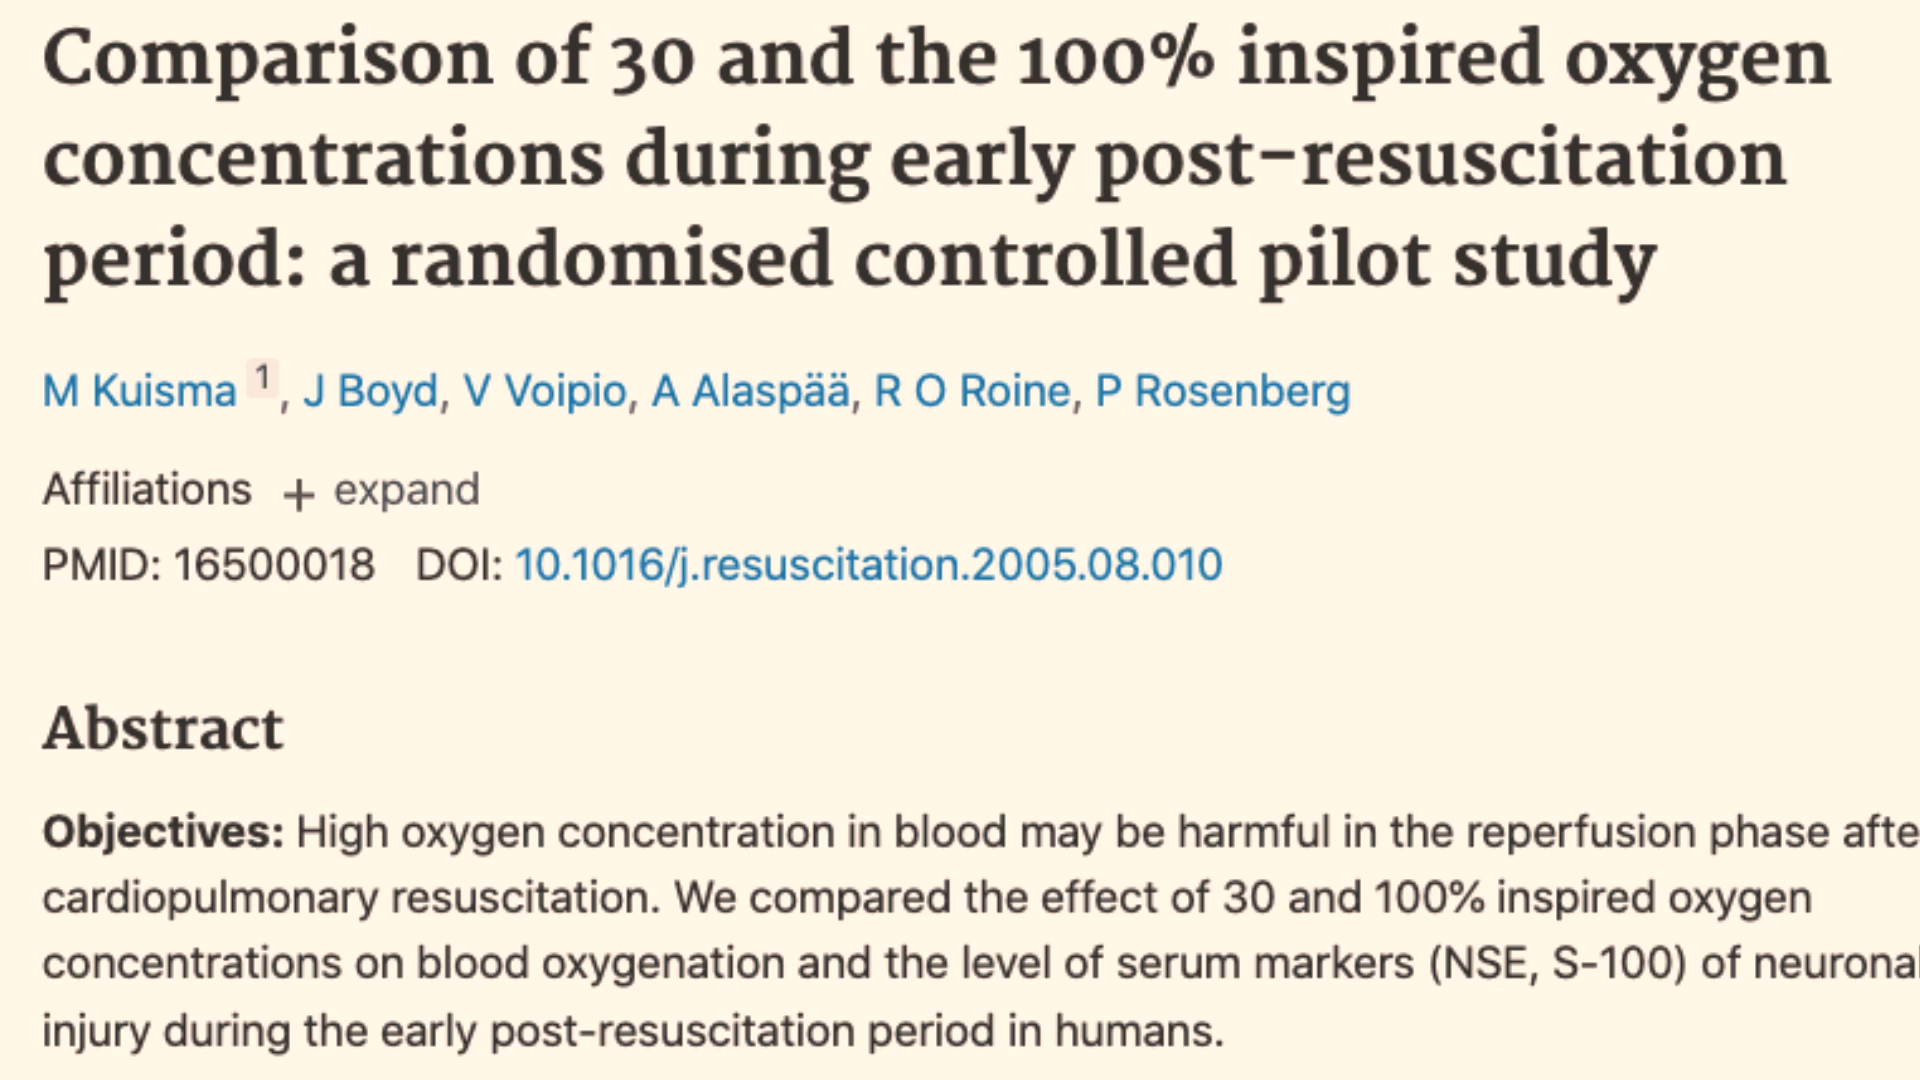 Comparison of 30 and the 100% inspired oxygen
concentrations during early post-resuscitation
period: a randomised controlled pilot study
M Kuisma 1, J Boyd, V Voipio, A Alaspää, R O Roine, P Rosenberg
Affiliations + expand
PMID: 16500018 DOI: 10.1016/j.resuscitation.2005.08.010
Abstract
Objectives: High oxygen concentration in blood may be harmful in the reperfusion phase afte
cardiopulmonary resuscitation. We compared the effect of 30 and 100% inspired oxygen
concentrations on blood oxygenation and the level of serum markers (NSE, S-100) of neuronal
injury during the early post-resuscitation period in humans.